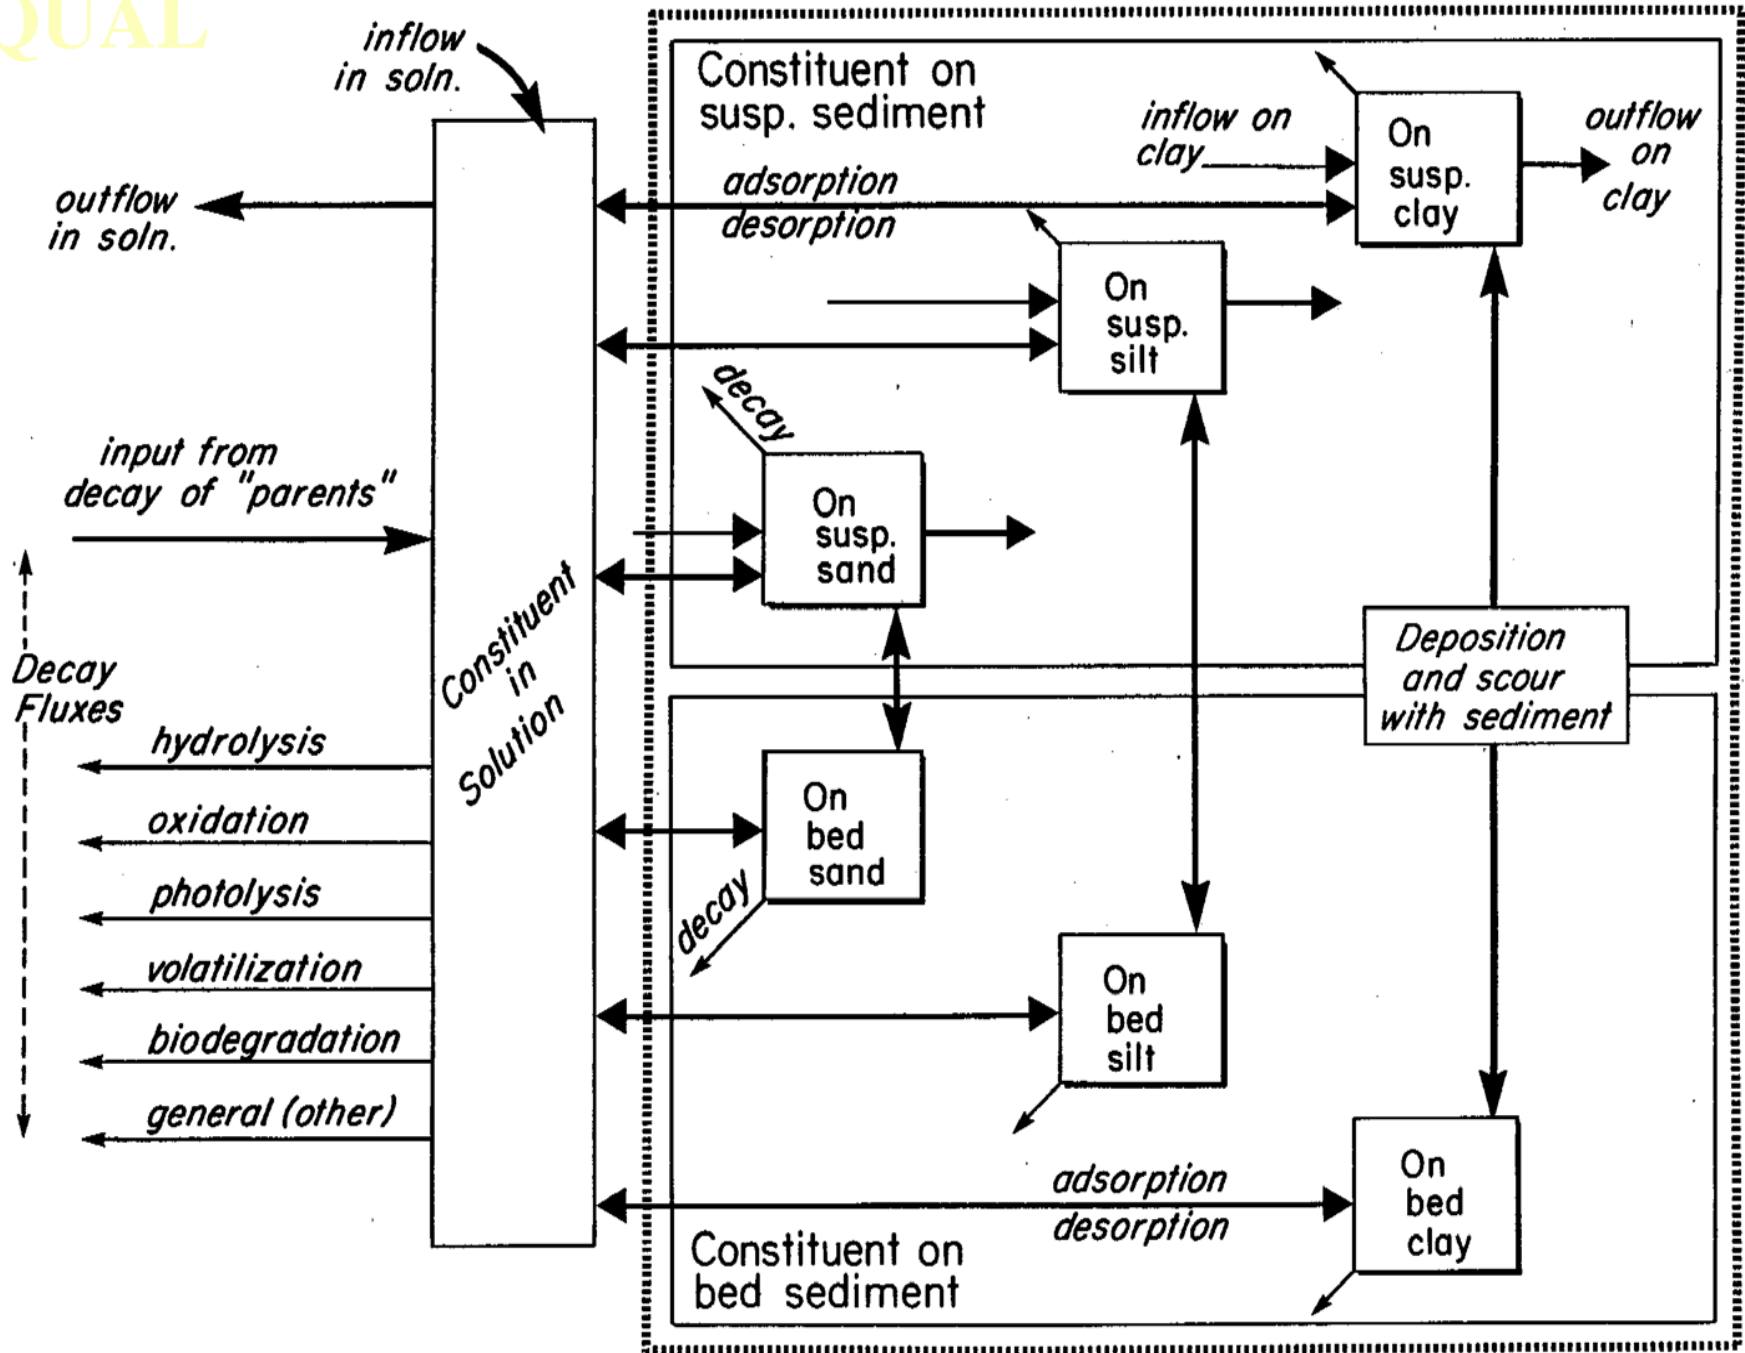 QUAL
inflow
in soln.
outflow
in soln.
input from
decay of "parents"
Decay
Fluxes
hydrolysis
oxidation
photolysis
volatilization
biodegradation
general (other)
Constituent
in
Solution
Constituent on
susp. sediment
inflow on
clay
On
susp.
clay
outflow
on
clay
adsorption
desorption
On
susp.
silt
decay
On
susp.
sand
Deposition
and scour
with sediment
On
bed
sand
decay
On
bed
silt
adsorption
desorption
On
bed
clay
Constituent on
bed sediment